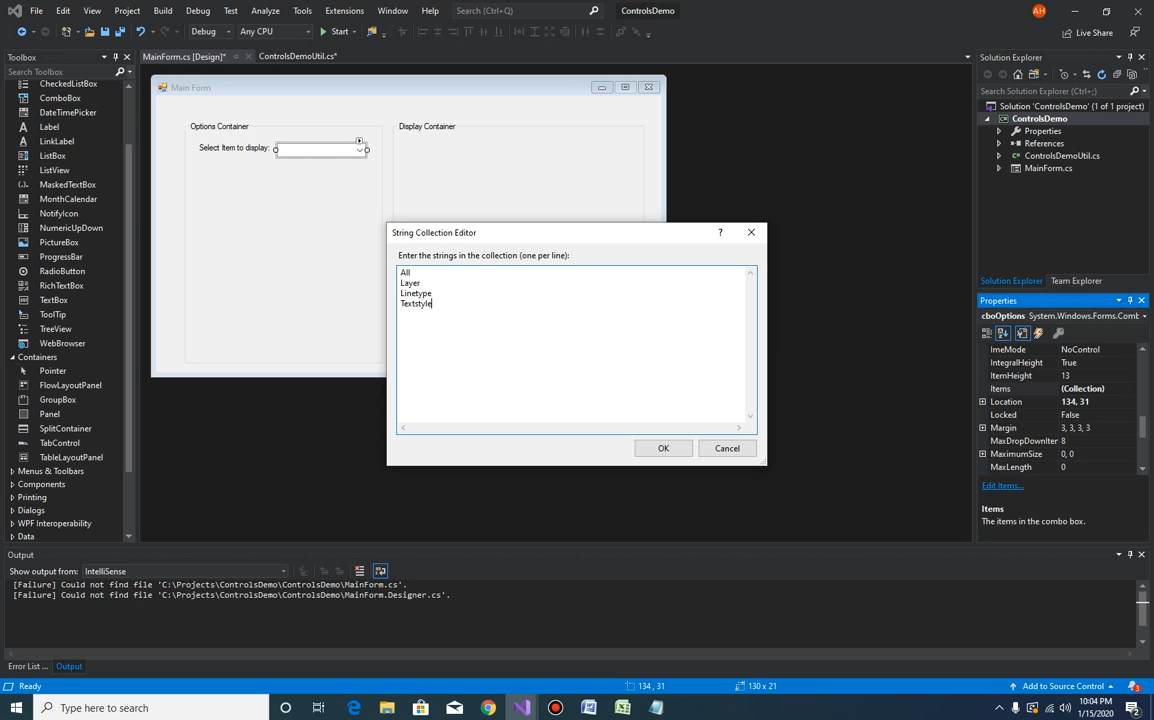 File Edit View Project Build Debug Test Analyze Tools Extensions Window Help Search (Ctrl+Q) ControlsDemo AH
Debug Any CPU Start Live Share
Toolbox
Search Toolbox
CheckedListBox
ComboBox
DateTimePicker
Label
LinkLabel
ListBox
ListView
MaskedTextBox
MonthCalendar
NotifyIcon
NumericUpDown
PictureBox
ProgressBar
RadioButton
RichTextBox
TextBox
ToolTip
TreeView
WebBrowser
Containers
Pointer
FlowLayoutPanel
GroupBox
Panel
SplitContainer
TabControl
TableLayoutPanel
Menus & Toolbars
Components
Printing
Dialogs
WPF Interoperability
Data
MainForm.cs [Design]* ControlsDemoUtil.cs*
Main Form
Options Container Display Container
Select Item to display:
String Collection Editor ?
Enter the strings in the collection (one per line):
All
Layer
Linetype
Textstyle
OK Cancel
Solution Explorer
Search Solution Explorer (Ctrl+;)
Solution 'ControlsDemo' (1 of 1 project)
C# ControlsDemo
Properties
References
C# ControlsDemoUtil.cs
MainForm.cs
Solution Explorer Team Explorer
Properties
cboOptions System.Windows.Forms.Comb
ImeMode NoControl
IntegralHeight True
ItemHeight 13
Items (Collection)
Location 134, 31
Locked False
Margin 3, 3, 3, 3
MaxDropDownIter 8
MaximumSize 0, 0
MaxLength 0
Edit Items...
Items
The items in the combo box.
Output
Show output from: IntelliSense
[Failure] Could not find file 'C:\Projects\ControlsDemo\ControlsDemo\MainForm.cs'.
[Failure] Could not find file 'C:\Projects\ControlsDemo\ControlsDemo\MainForm.Designer.cs'.
Error List ... Output
Ready 134 , 31 130 x 21 Add to Source Control 3
Type here to search
10:04 PM
1/15/2020
2